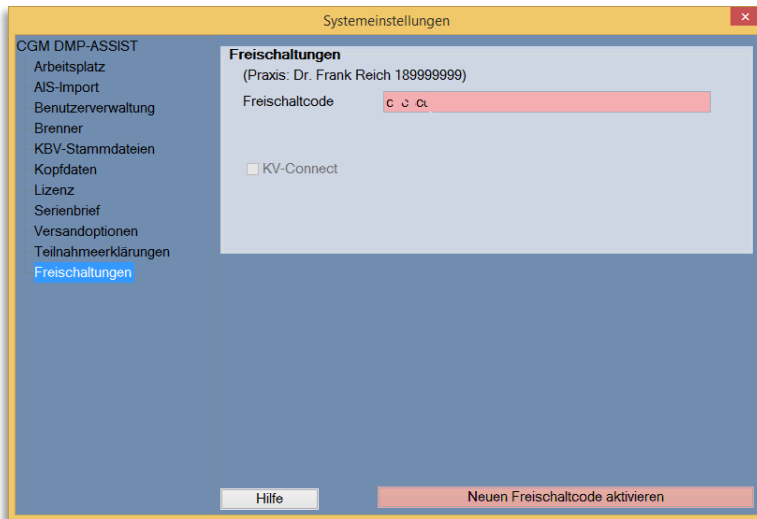 Systemeinstellungen
CGM DMP-ASSIST
Arbeitsplatz
AIS-Import
Benutzerverwaltung
Brenner
KBV-Stammdateien
Kopfdaten
Lizenz
Serienbrief
Versandoptionen
Teilnahmeerklärungen
Freischaltungen
Freischaltungen
(Praxis: Dr. Frank Reich 189999999)
Freischaltcode
KV-Connect
Hilfe
Neuen Freischaltcode aktivieren